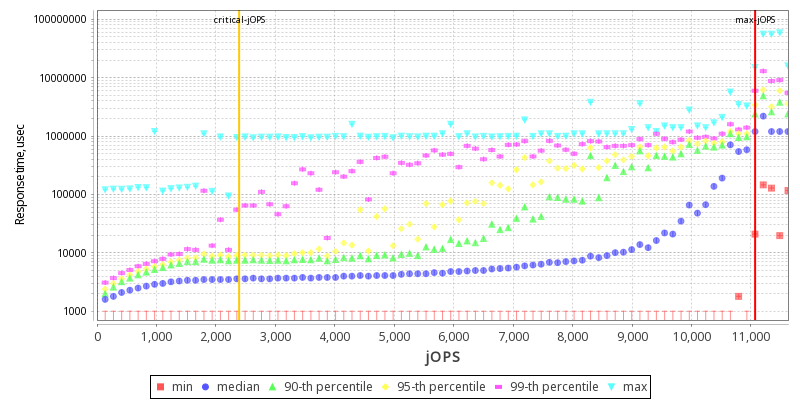 critical-jOPS max-jOPS
100000000
10000000
1000000
100000
10000
1000
Response time, usec
0 1,000 2,000 3,000 4,000 5,000 6,000 7,000 8,000 9,000 10,000 11,000
jOPS
min median 90-th percentile 95-th percentile 99-th percentile max